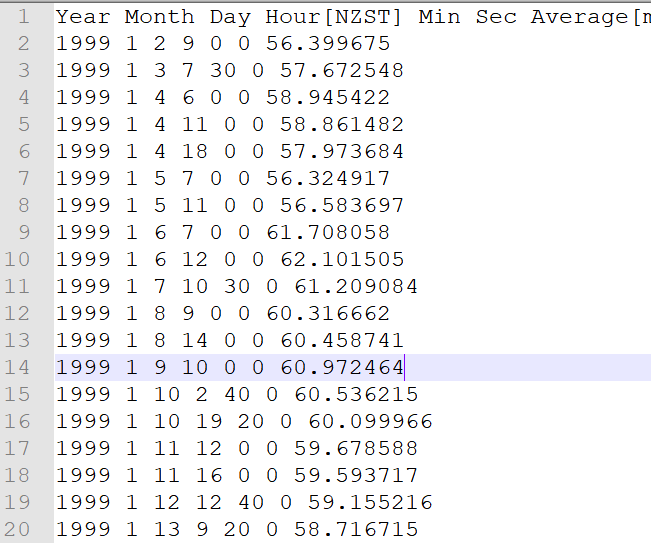 1 Year Month Day Hour[NZST] Min Sec Average[m
2 1999 1 2 9 0 0 56.399675
3 1999 1 3 7 30 0 57.672548
4 1999 1 4 6 0 0 58.945422
5 1999 1 4 11 0 0 58.861482
6 1999 1 4 18 0 0 57.973684
7 1999 1 5 7 0 0 56.324917
8 1999 1 5 11 0 0 56.583697
9 1999 1 6 7 0 0 61.708058
10 1999 1 6 12 0 0 62.101505
11 1999 1 7 10 30 0 61.209084
12 1999 1 8 9 0 0 60.316662
13 1999 1 8 14 0 0 60.458741
14 1999 1 9 10 0 0 60.972464
15 1999 1 10 2 40 0 60.536215
16 1999 1 10 19 20 0 60.099966
17 1999 1 11 12 0 0 59.678588
18 1999 1 11 16 0 0 59.593717
19 1999 1 12 12 40 0 59.155216
20 1999 1 13 9 20 0 58.716715